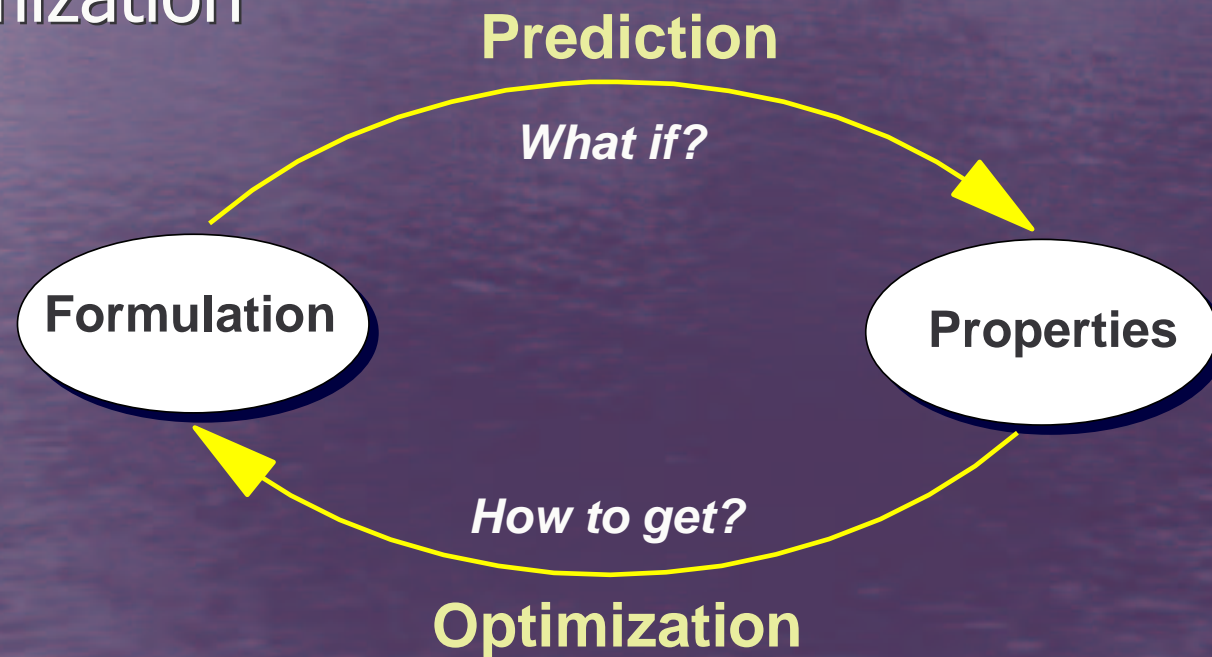 Prediction
What if?
Formulation
Properties
How to get?
Optimization